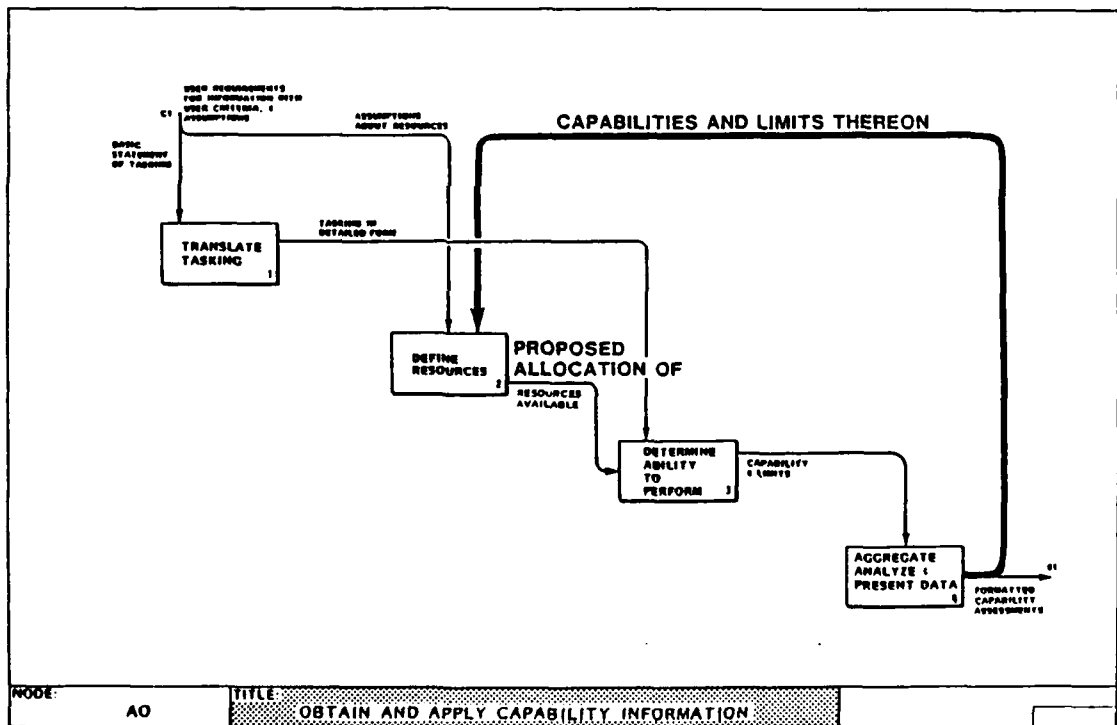 USER REQUIREMENTS
FOR INFORMATION WITH
USER CRITERIA, &
ASSUMPTIONS
C1
ASSUMPTIONS
ABOUT RESOURCES
CAPABILITIES AND LIMITS THEREON
BASIC
STATEMENT
OF TASKING
TASKING IN
DETAILED FORM
TRANSLATE
TASKING
1
DEFINE
RESOURCES
2
PROPOSED
ALLOCATION OF
RESOURCES
AVAILABLE
DETERMINE
ABILITY
TO
PERFORM
3
CAPABILITY
& LIMITS
AGGREGATE
ANALYZE &
PRESENT DATA
4
O1
FORMATTED
CAPABILITY
ASSESSMENTS
NODE:
AO
TITLE:
OBTAIN AND APPLY CAPABILITY INFORMATION